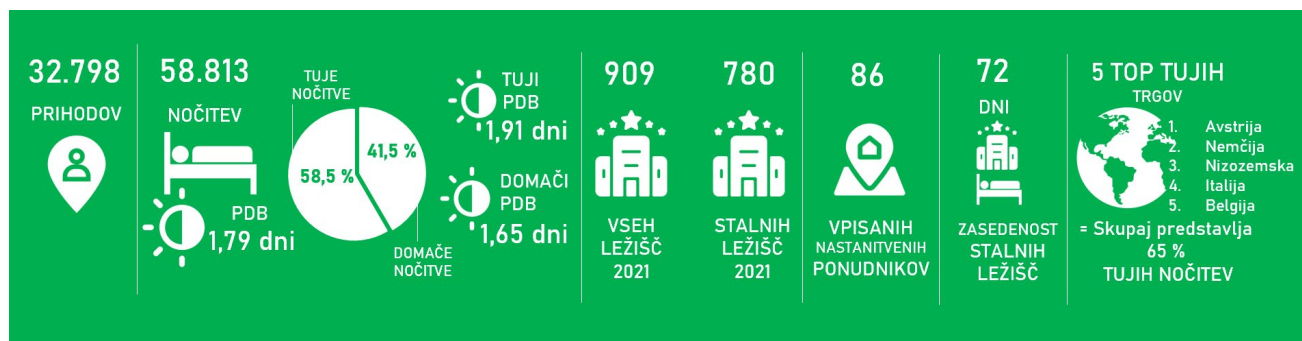 32.798
PRIHODOV
58.813
NOČITEV
PDB
1,79 dni
TUJE
NOČITVE
58,5 %
41,5 %
DOMAČE
NOČITVE
TUJI
PDB
1,91 dni
DOMAČI
PDB
1,65 dni
909
VSEH
LEŽIŠČ
2021
780
STALNIH
LEŽIŠČ
2021
86
VPISANIH
NASTANITVENIH
PONUDNIKOV
72
DNI
ZASEDENOST
STALNIH
LEŽIŠČ
5 TOP TUJIH
TRGOV
1. Avstrija
2. Nemčija
3. Nizozemska
4. Italija
5. Belgija
= Skupaj predstavlja
65 %
TUJIH NOČITEV